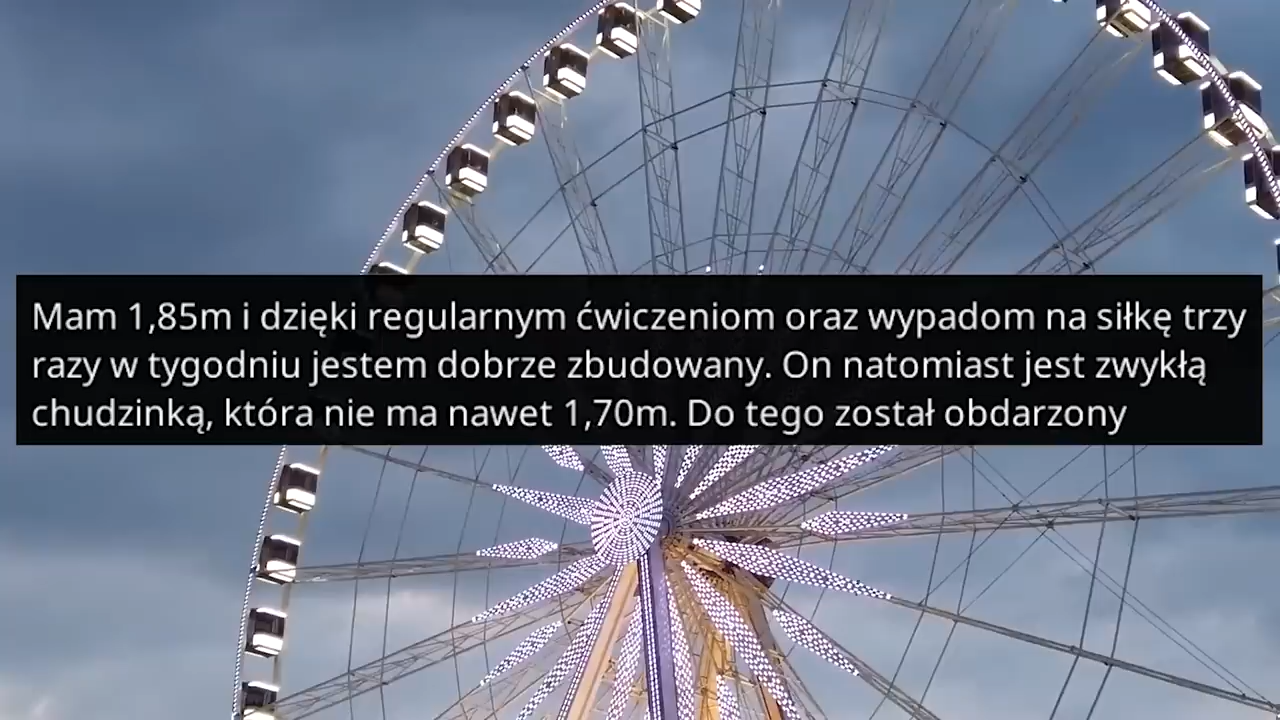 Mam 1,85m i dzięki regularnym ćwiczeniom oraz wypadom na siłkę trzy
razy w tygodniu jestem dobrze zbudowany. On natomiast jest zwykłą
chudzinką, która nie ma nawet 1,70m. Do tego został obdarzony